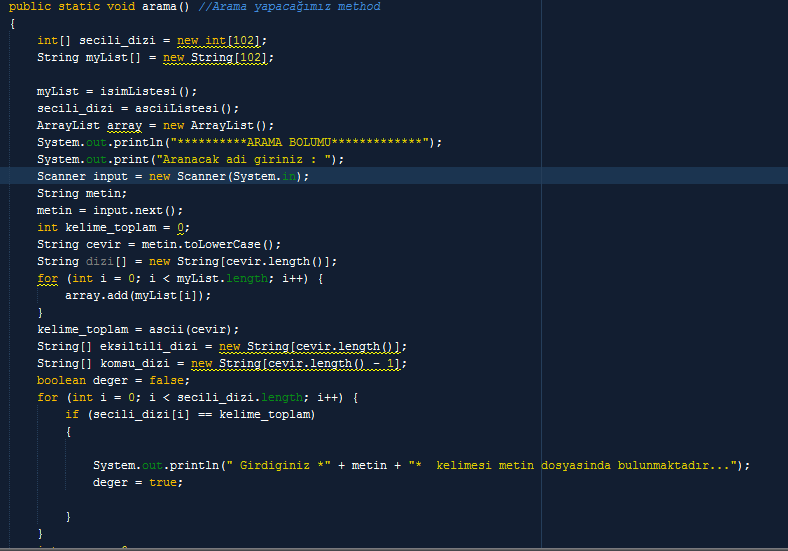 public static void arama() //Arama yapacağımız method
{
int[] secili_dizi = new int[102];
String myList[] = new String[102];
myList = isimListesi();
secili_dizi = asciiListesi();
ArrayList array = new ArrayList();
System.out.println("**********ARAMA BOLUMU*************");
System.out.print("Aranacak adi giriniz : ");
Scanner input = new Scanner(System.in);
String metin;
metin = input.next();
int kelime_toplam = 0;
String cevir = metin.toLowerCase();
String dizi[] = new String[cevir.length()];
for (int i = 0; i < myList.length; i++) {
array.add(myList[i]);
}
kelime_toplam = ascii(cevir);
String[] eksiltili_dizi = new String[cevir.length()];
String[] komsu_dizi = new String[cevir.length() - 1];
boolean deger = false;
for (int i = 0; i < secili_dizi.length; i++) {
if (secili_dizi[i] == kelime_toplam)
{
System.out.println(" Girdiginiz *" + metin + "*  kelimesi metin dosyasinda bulunmaktadır...");
deger = true;
}
}